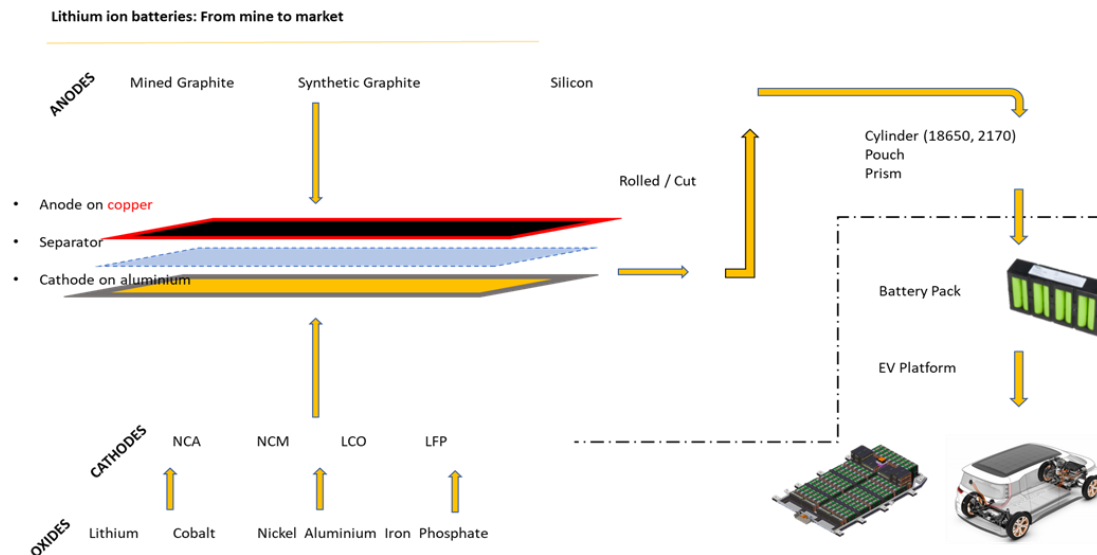 Lithium ion batteries: From mine to market
ANODES
Mined Graphite
Synthetic Graphite
Silicon
Cylinder (18650, 2170)
Pouch
Prism
Rolled / Cut
• Anode on copper
• Separator
• Cathode on aluminium
Battery Pack
EV Platform
CATHODES
NCA
NCM
LCO
LFP
OXIDES
Lithium
Cobalt
Nickel
Aluminium
Iron
Phosphate